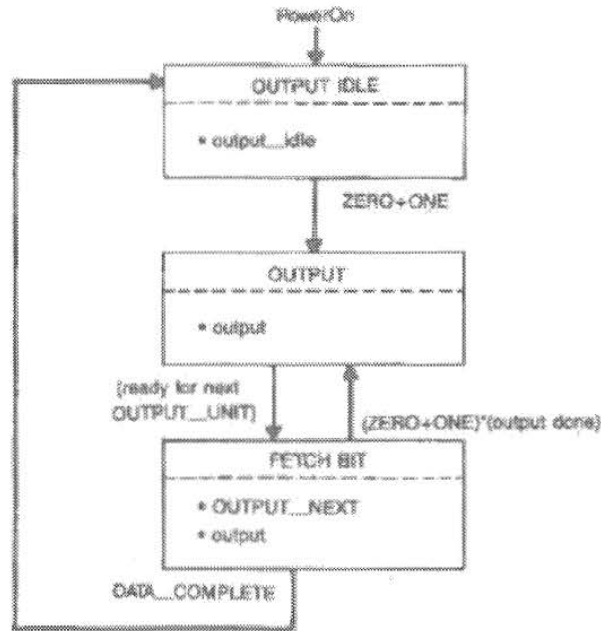 PowerOn
OUTPUT IDLE
* output_idle
ZERO+ONE
OUTPUT
* output
(ready for next
OUTPUT_UNIT)
(ZERO+ONE)*(output done)
FETCH BIT
* OUTPUT_NEXT
* output
DATA_COMPLETE